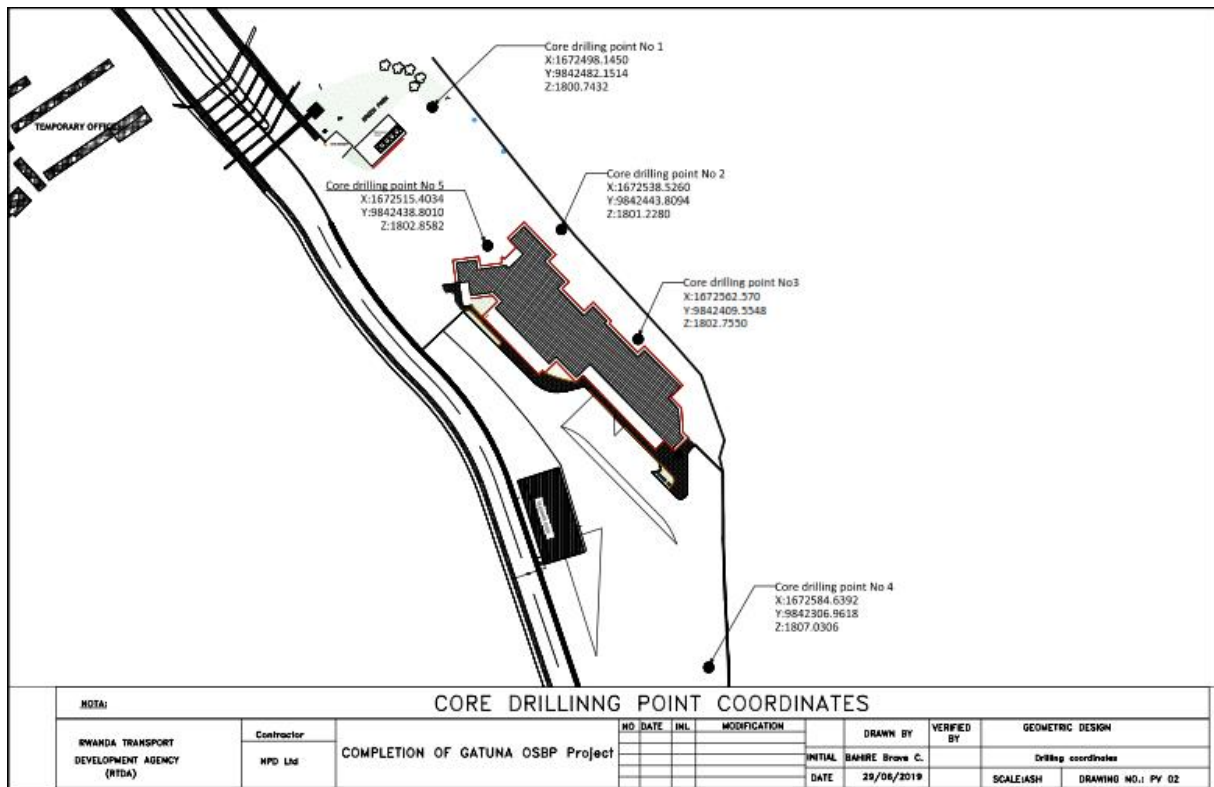 Core drilling point No 1
X:1672498.1450
Y:9842482.1514
Z:1800.7432
GREEN PARK
TEMPORARY OFFICE
Core drilling point No 2
X:1672538.5260
Y:9842443.8094
Z:1801.2280
Core drilling point No 5
X:1672515.4034
Y:9842438.8010
Z:1802.8582
Core drilling point No3
X:1672562.570
Y:9842409.5548
Z:1802.7550
Core drilling point No 4
X:1672584.6392
Y:9842306.9618
Z:1807.0306
NOTA:
CORE DRILLINNG POINT COORDINATES
RWANDA TRANSPORT
DEVELOPMENT AGENCY
(RTDA)
Contractor
NPD Ltd
COMPLETION OF GATUNA OSBP Project
NO DATE INL MODIFICATION
DRAWN BY
VERIFIED
BY
GEOMETRIC DESIGN
INITIAL
BAHIRE Brave C.
Drilling coordinates
DATE
29/06/2019
SCALE:ASH
DRAWING NO.: PV 02